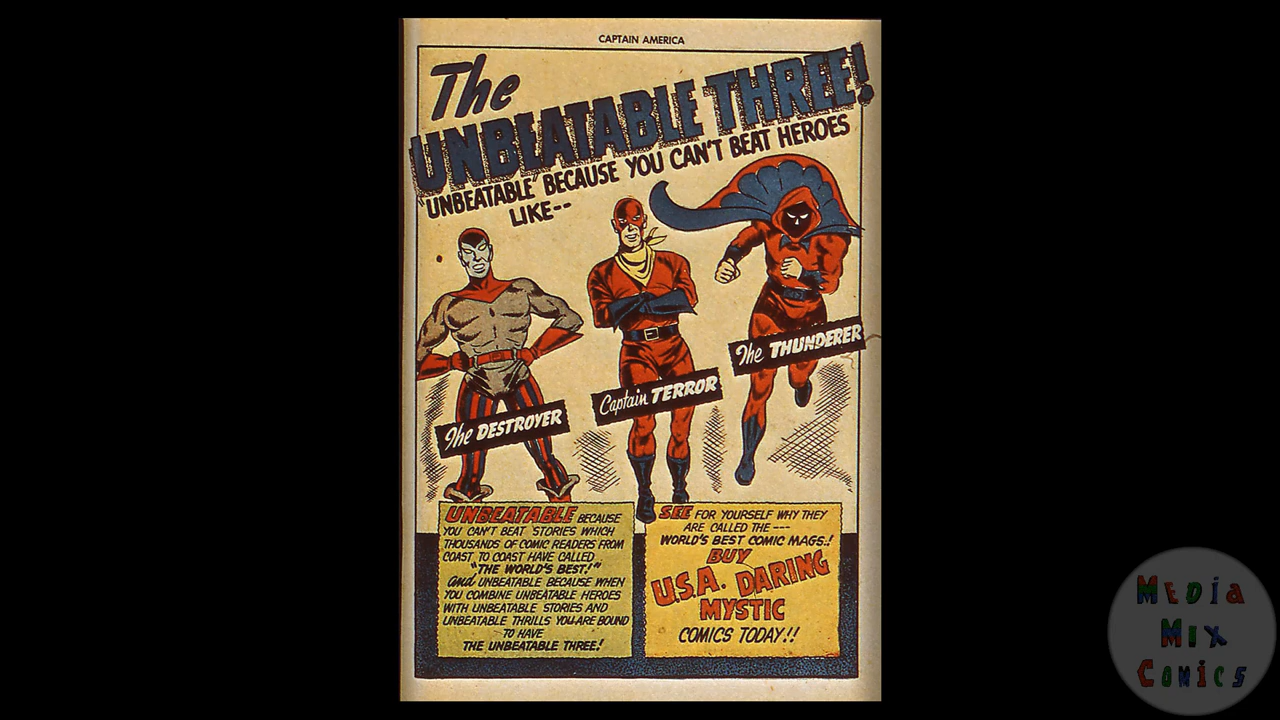 CAPTAIN AMERICA
The
UNBEATABLE THREE!
"UNBEATABLE" BECAUSE YOU CAN'T BEAT HEROES
LIKE--
The DESTROYER
Captain TERROR
The THUNDERER
UNBEATABLE BECAUSE
YOU CAN'T BEAT STORIES WHICH
THOUSANDS OF COMIC READERS FROM
COAST TO COAST HAVE CALLED
"THE WORLD'S BEST!"
and UNBEATABLE BECAUSE WHEN
YOU COMBINE UNBEATABLE HEROES
WITH UNBEATABLE STORIES AND
UNBEATABLE THRILLS YOU ARE BOUND
TO HAVE
THE UNBEATABLE THREE!
SEE FOR YOURSELF WHY THEY
ARE CALLED THE ---
WORLD'S BEST COMIC MAGS.!
BUY
U.S.A. DARING
MYSTIC
COMICS TODAY!!
MEDiA
MIX
COMICS